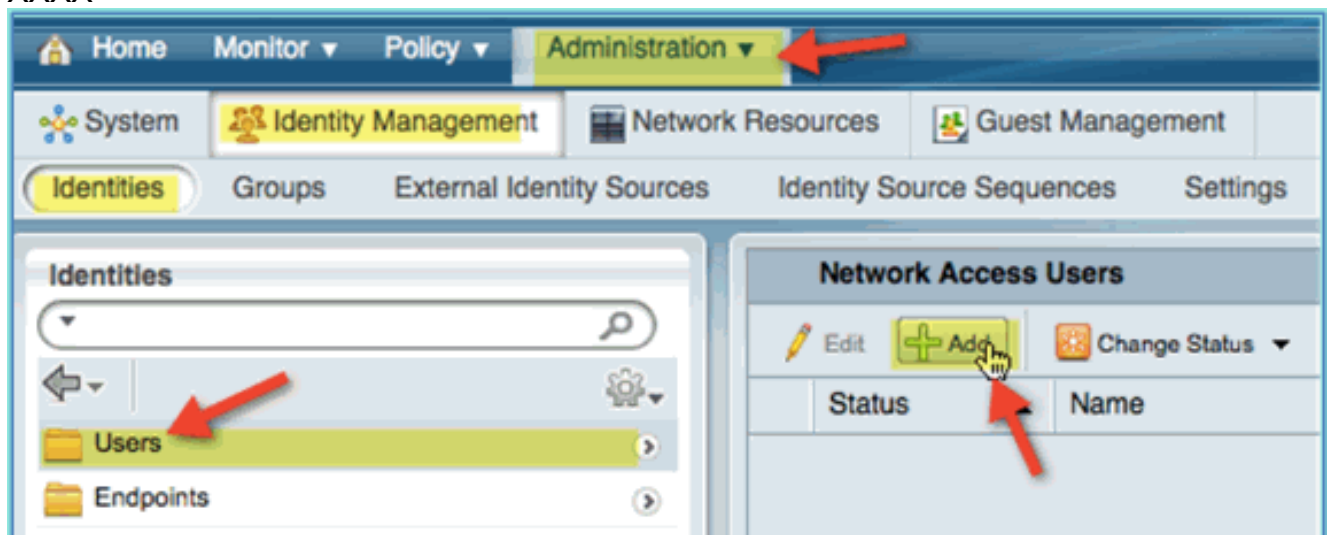 Home Monitor Policy Administration
System Identity Management Network Resources Guest Management
Identities Groups External Identity Sources Identity Source Sequences Settings
Identities
Users
Endpoints
Network Access Users
Edit Add Change Status
Status Name